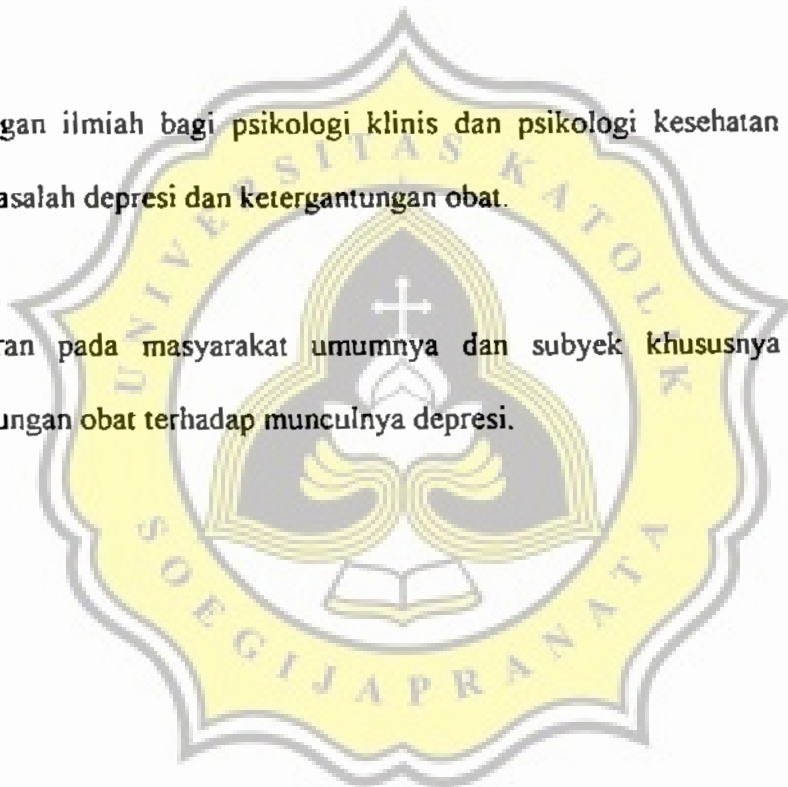 gan ilmiah bagi psikologi klinis dan psikologi kesehatan
asalah depresi dan ketergantungan obat.
ran pada masyarakat umumnya dan subyek khususnya
ungan obat terhadap munculnya depresi.
UNIVERSITAS KATOLIK
SOEGIJAPRANATA